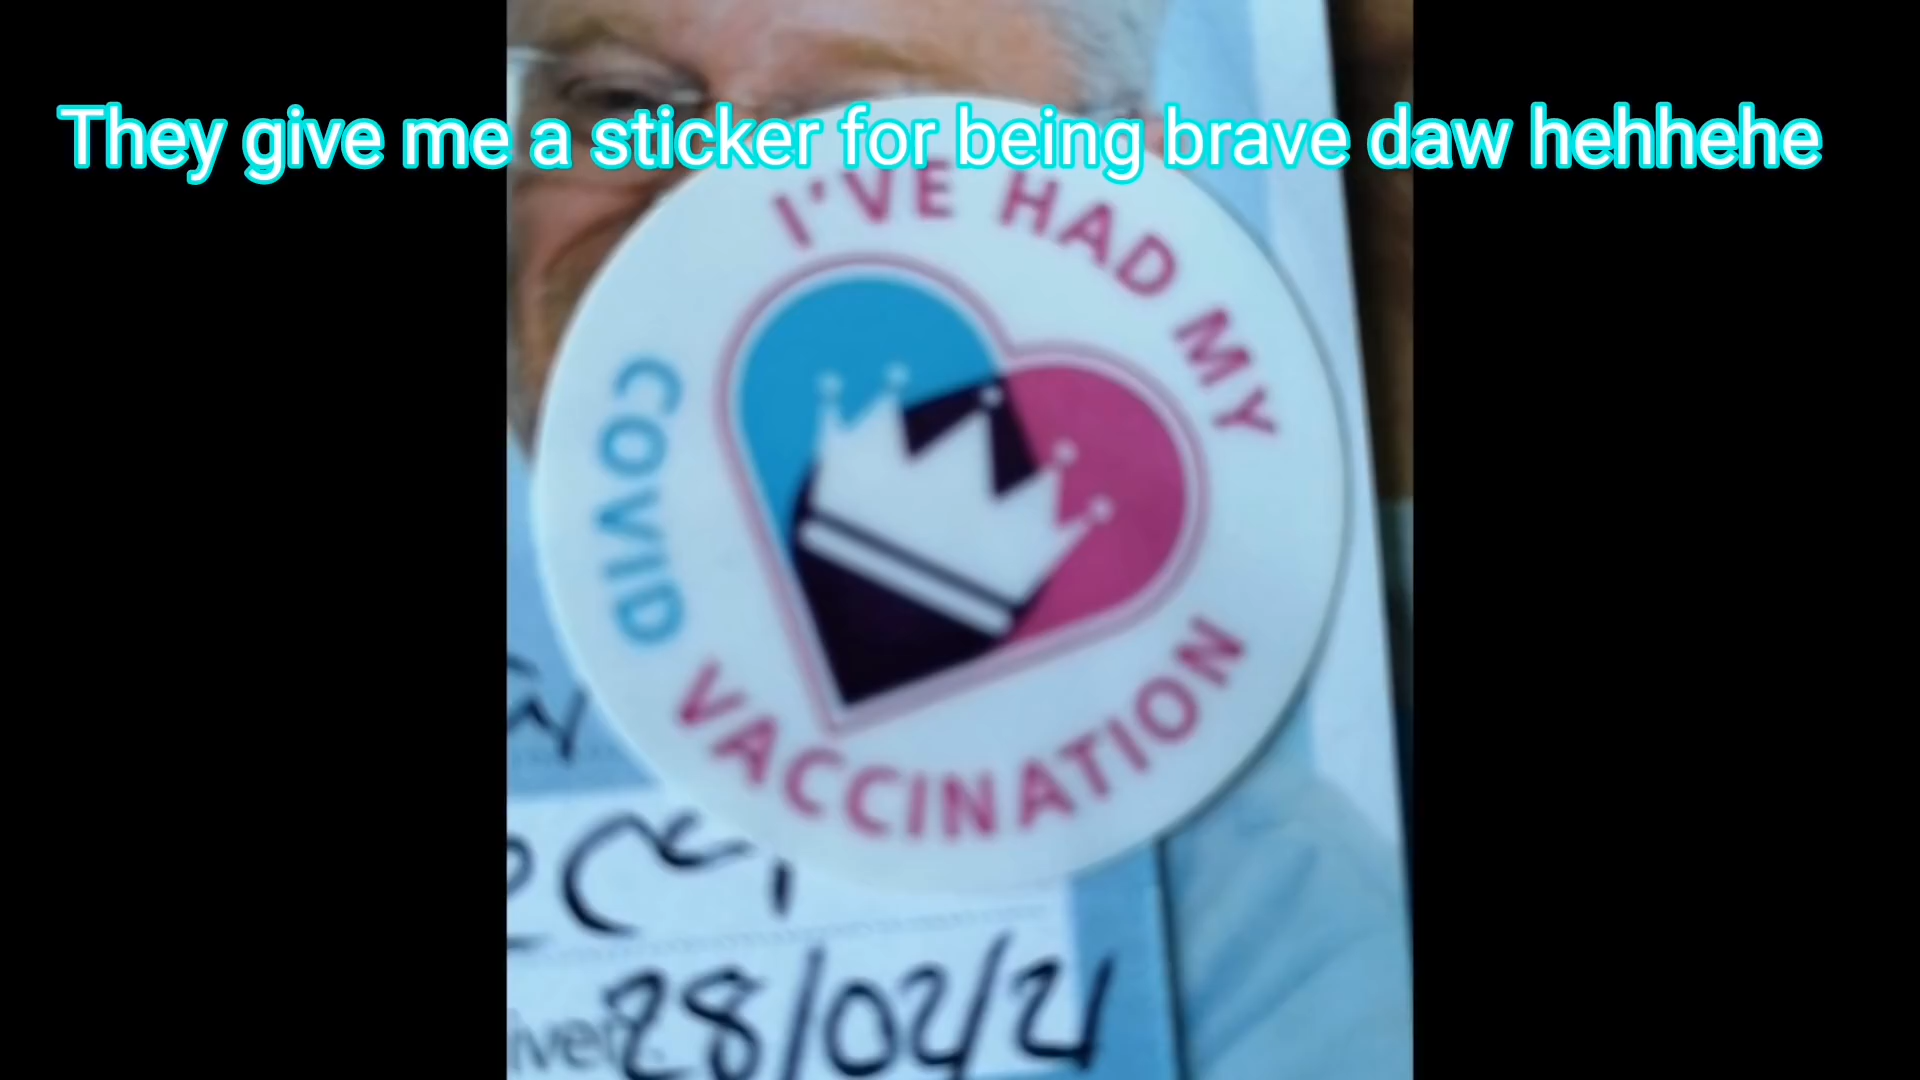 They give me a sticker for being brave daw hehhehe
I'VE HAD MY
COVID VACCINATION
28/02/21